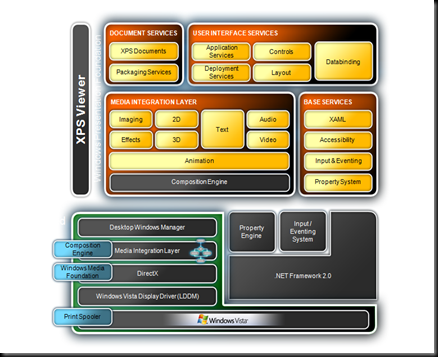 XPS Viewer
DOCUMENT SERVICES
XPS Documents
Packaging Services
USER INTERFACE SERVICES
Application Services
Controls
Databinding
Deployment Services
Layout
MEDIA INTEGRATION LAYER
Imaging
2D
Text
Audio
Effects
3D
Video
Animation
Composition Engine
BASE SERVICES
XAML
Accessibility
Input & Eventing
Property System
Desktop Windows Manager
Composition Engine
Media Integration Layer
Windows Media Foundation
DirectX
Windows Vista Display Driver (LDDM)
Print Spooler
Windows Vista
Property Engine
Input / Eventing System
.NET Framework 2.0